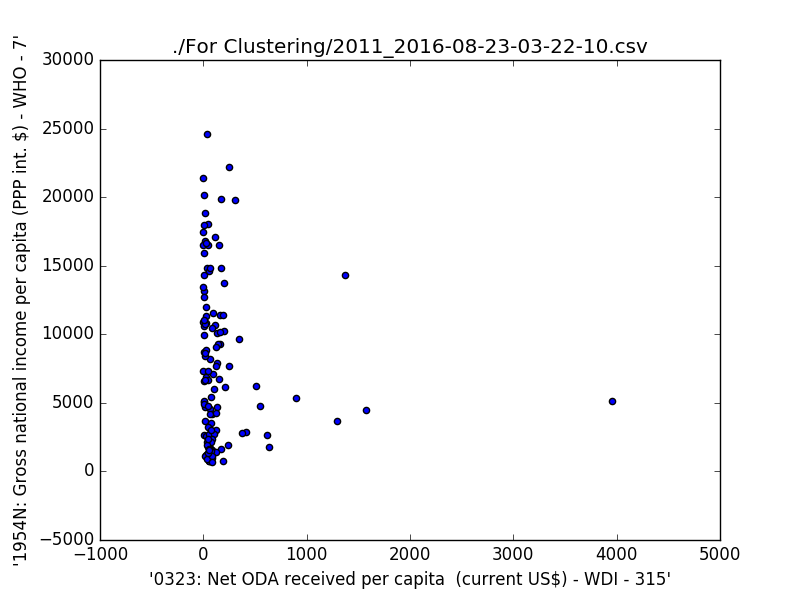 ./For Clustering/2011_2016-08-23-03-22-10.csv
30000
25000
20000
15000
10000
5000
0
−5000
−1000 0 1000 2000 3000 4000 5000
'0323: Net ODA received per capita  (current US$) - WDI - 315'
'1954N: Gross national income per capita (PPP int. $) - WHO - 7'